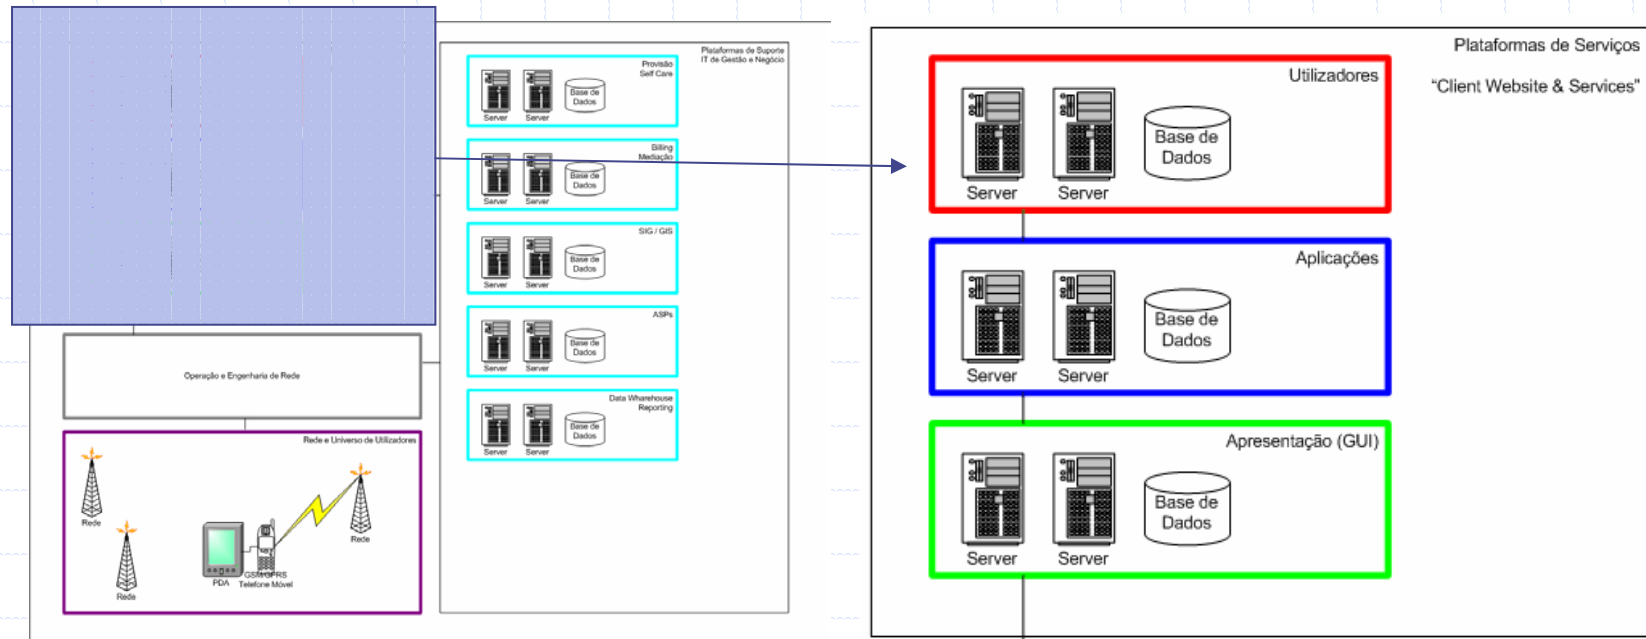 Plataformas de Suporte
IT de Gestão e Negócio
Provisão
Self Care
Base de
Dados
Server
Server
Billing
Mediação
Base de
Dados
Server
Server
SIG / GIS
Base de
Dados
Server
Server
ASPs
Base de
Dados
Server
Server
Data Wharehouse
Reporting
Base de
Dados
Server
Server
Operação e Engenharia de Rede
Rede e Universo de Utilizadores
Rede
Rede
Rede
PDA
GSM/GPRS
Telefone Móvel
Plataformas de Serviços
“Client Website & Services”
Utilizadores
Base de
Dados
Server
Server
Aplicações
Base de
Dados
Server
Server
Apresentação (GUI)
Base de
Dados
Server
Server